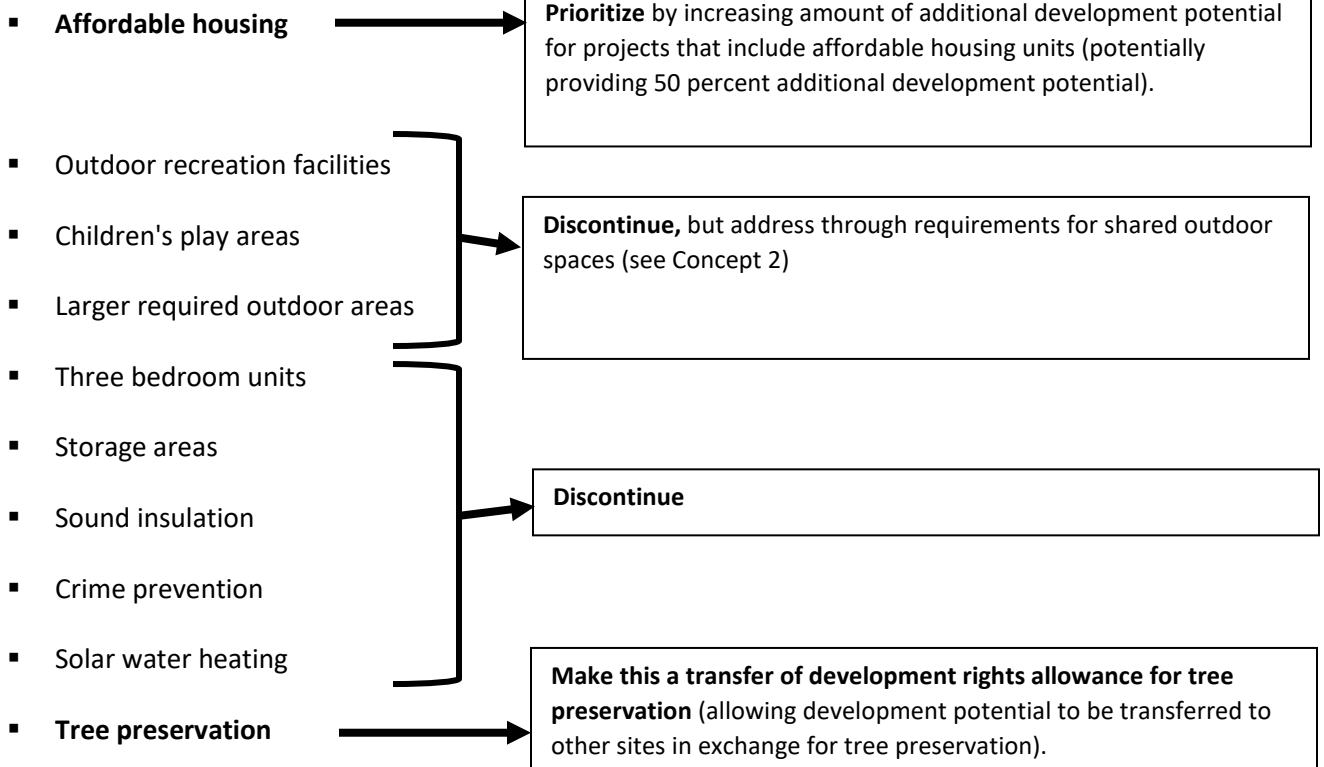 ▪ Affordable housing
Prioritize by increasing amount of additional development potential
for projects that include affordable housing units (potentially
providing 50 percent additional development potential).
▪ Outdoor recreation facilities
▪ Children's play areas
▪ Larger required outdoor areas
Discontinue, but address through requirements for shared outdoor
spaces (see Concept 2)
▪ Three bedroom units
▪ Storage areas
▪ Sound insulation
▪ Crime prevention
▪ Solar water heating
Discontinue
▪ Tree preservation
Make this a transfer of development rights allowance for tree
preservation (allowing development potential to be transferred to
other sites in exchange for tree preservation).